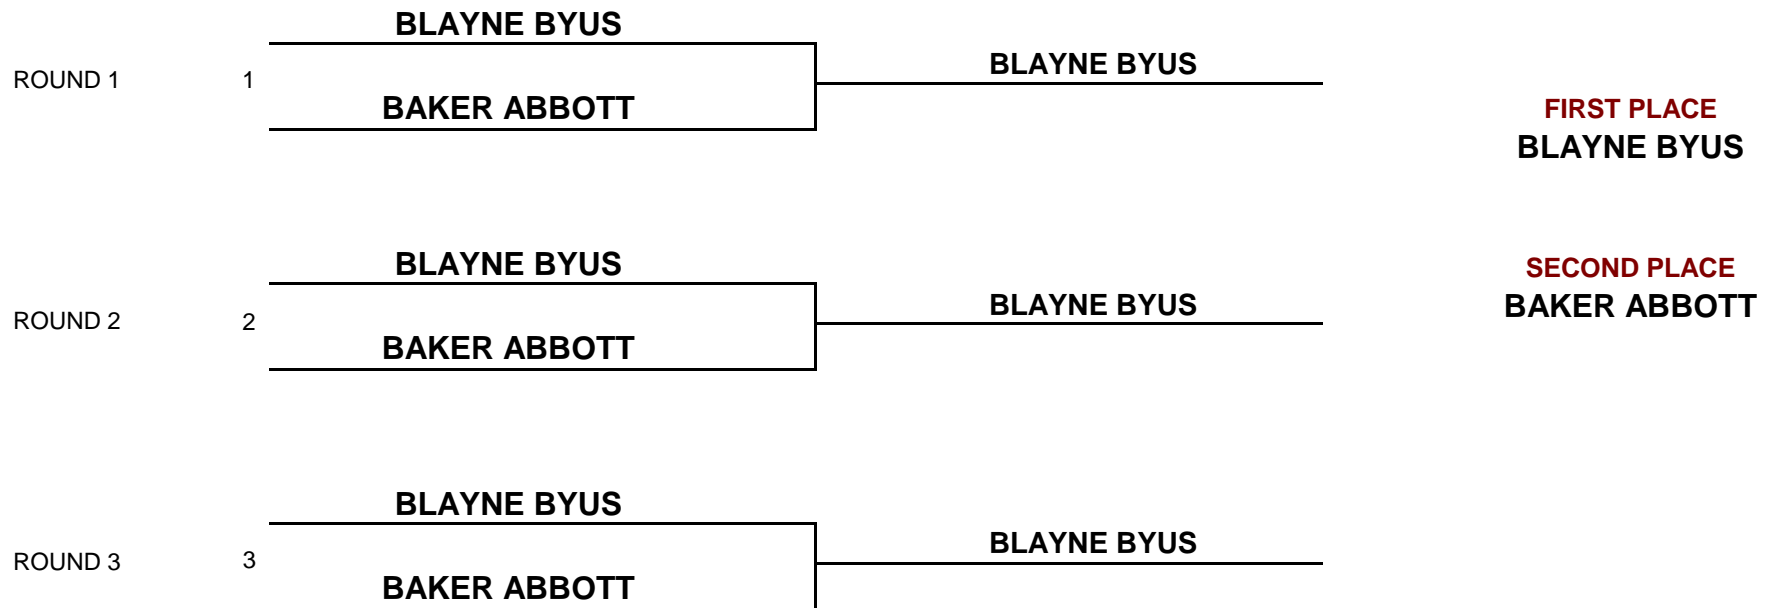 BLAYNE BYUS
ROUND 1
1
BLAYNE BYUS
BAKER ABBOTT
FIRST PLACE
BLAYNE BYUS
BLAYNE BYUS
SECOND PLACE
ROUND 2
2
BLAYNE BYUS
BAKER ABBOTT
BAKER ABBOTT
BLAYNE BYUS
ROUND 3
3
BLAYNE BYUS
BAKER ABBOTT